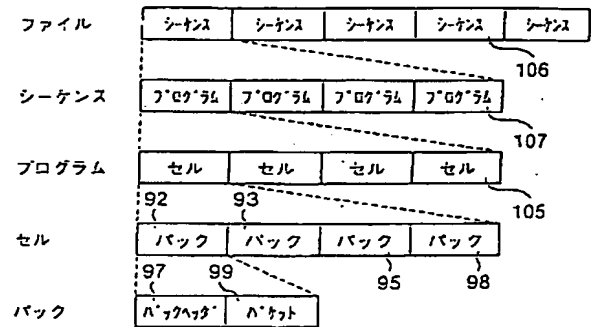 ファイル シーケンス シーケンス シーケンス シーケンス シーケンス
106
シーケンス プログラム プログラム プログラム プログラム
107
プログラム セル セル セル セル
105
92 93
セル パック パック パック パック
95 98
97 99
パック パックヘッダ パケット